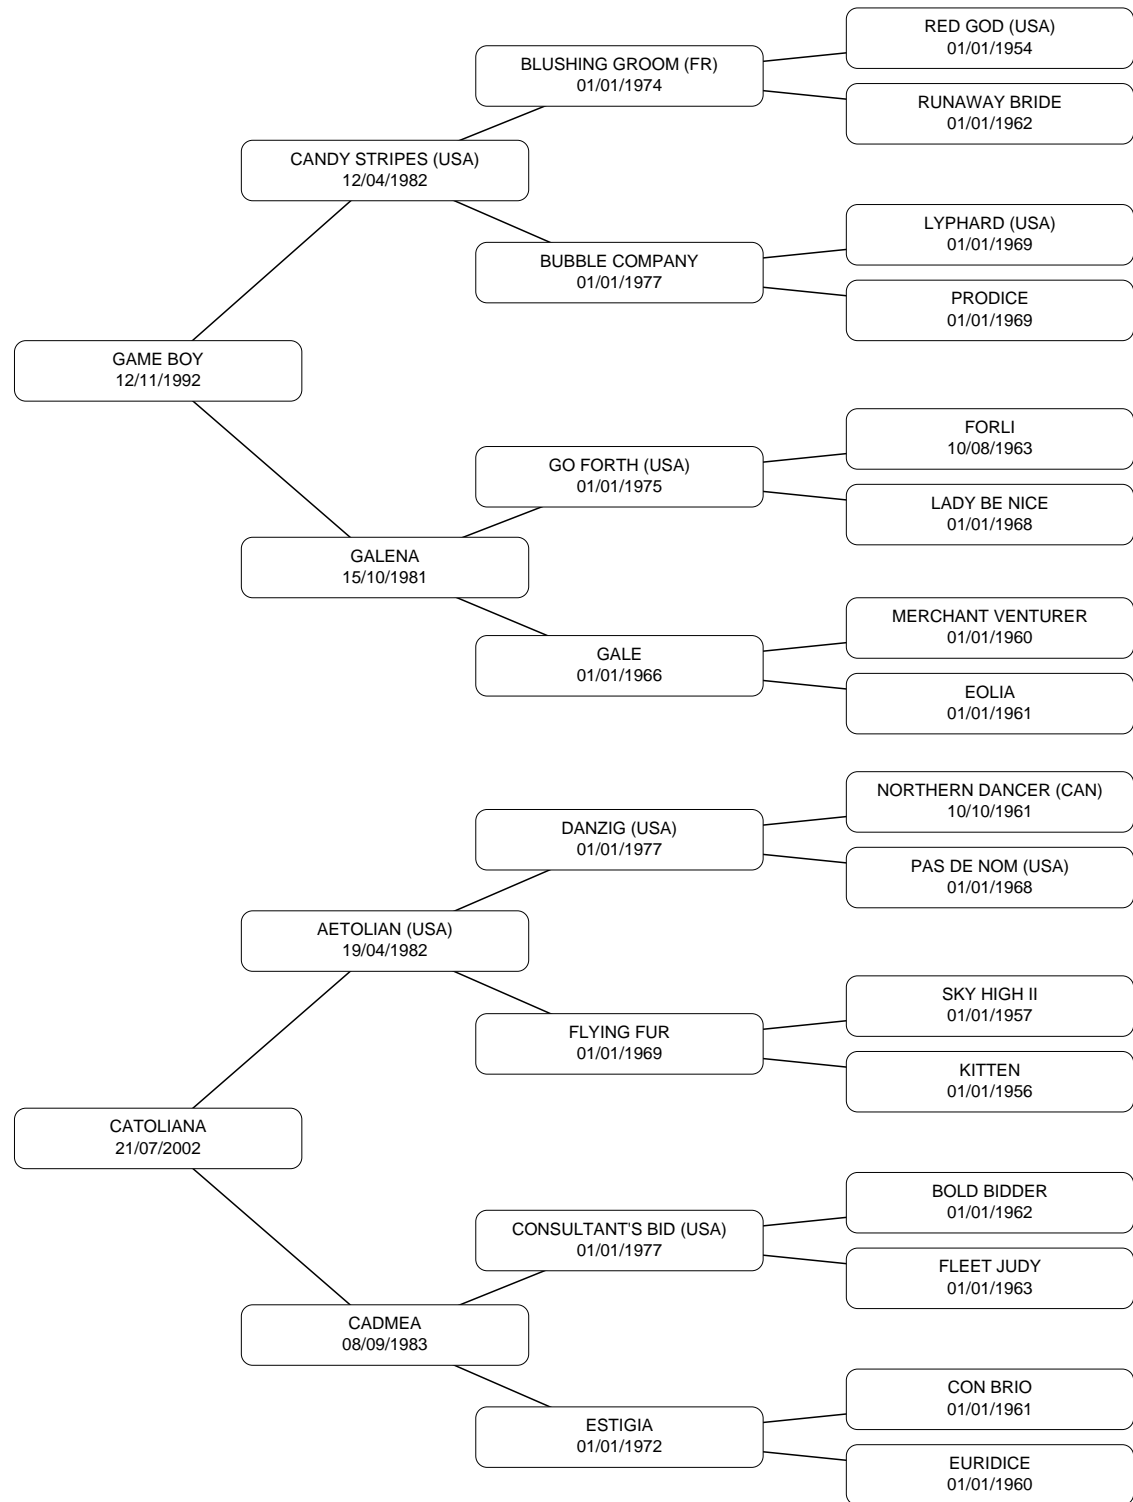 RED GOD (USA)
01/01/1954
BLUSHING GROOM (FR)
01/01/1974
RUNAWAY BRIDE
01/01/1962
CANDY STRIPES (USA)
12/04/1982
LYPHARD (USA)
01/01/1969
BUBBLE COMPANY
01/01/1977
PRODICE
01/01/1969
GAME BOY
12/11/1992
FORLI
10/08/1963
GO FORTH (USA)
01/01/1975
LADY BE NICE
01/01/1968
GALENA
15/10/1981
MERCHANT VENTURER
01/01/1960
GALE
01/01/1966
EOLIA
01/01/1961
NORTHERN DANCER (CAN)
10/10/1961
DANZIG (USA)
01/01/1977
PAS DE NOM (USA)
01/01/1968
AETOLIAN (USA)
19/04/1982
SKY HIGH II
01/01/1957
FLYING FUR
01/01/1969
KITTEN
01/01/1956
CATOLIANA
21/07/2002
BOLD BIDDER
01/01/1962
CONSULTANT'S BID (USA)
01/01/1977
FLEET JUDY
01/01/1963
CADMEA
08/09/1983
CON BRIO
01/01/1961
ESTIGIA
01/01/1972
EURIDICE
01/01/1960